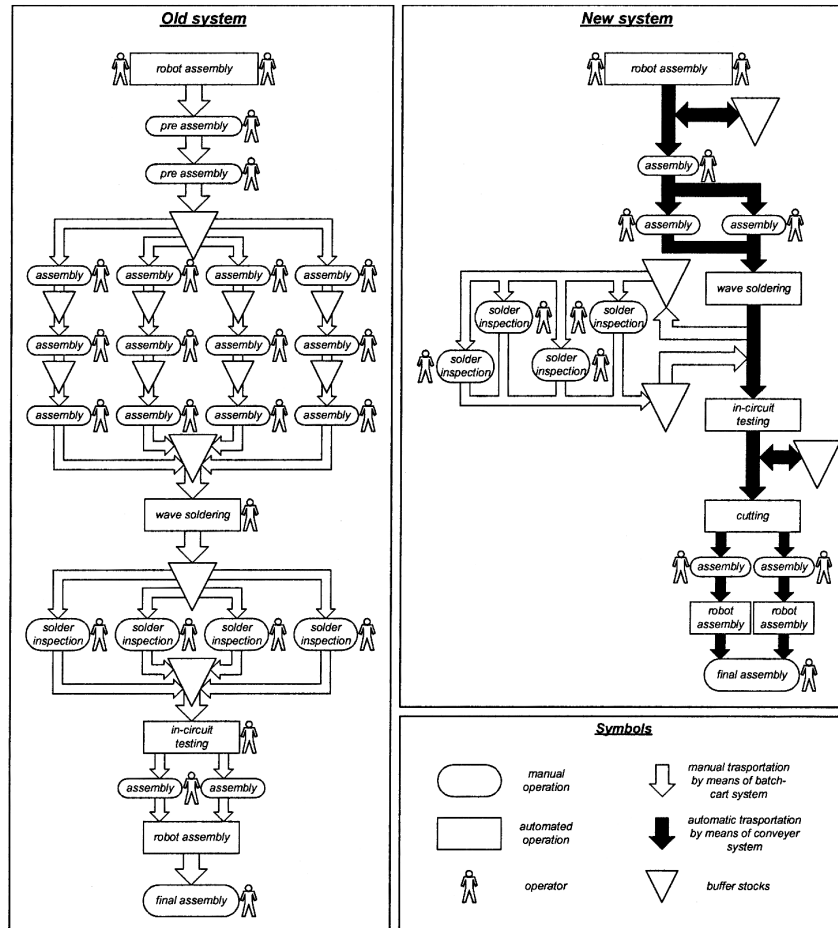 Old system
robot assembly
pre assembly
pre assembly
assembly assembly assembly assembly
assembly assembly assembly assembly
assembly assembly assembly assembly
wave soldering
solder inspection
solder inspection
solder inspection
solder inspection
in-circuit
testing
assembly assembly
robot assembly
final assembly
New system
robot assembly
assembly
assembly assembly
wave soldering
solder
inspection
solder
inspection
solder
inspection
solder
inspection
in-circuit
testing
cutting
assembly assembly
robot
assembly
robot
assembly
final assembly
Symbols
manual
operation
manual trasportation
by means of batch-
cart system
automated
operation
automatic trasportation
by means of conveyer
system
operator
buffer stocks